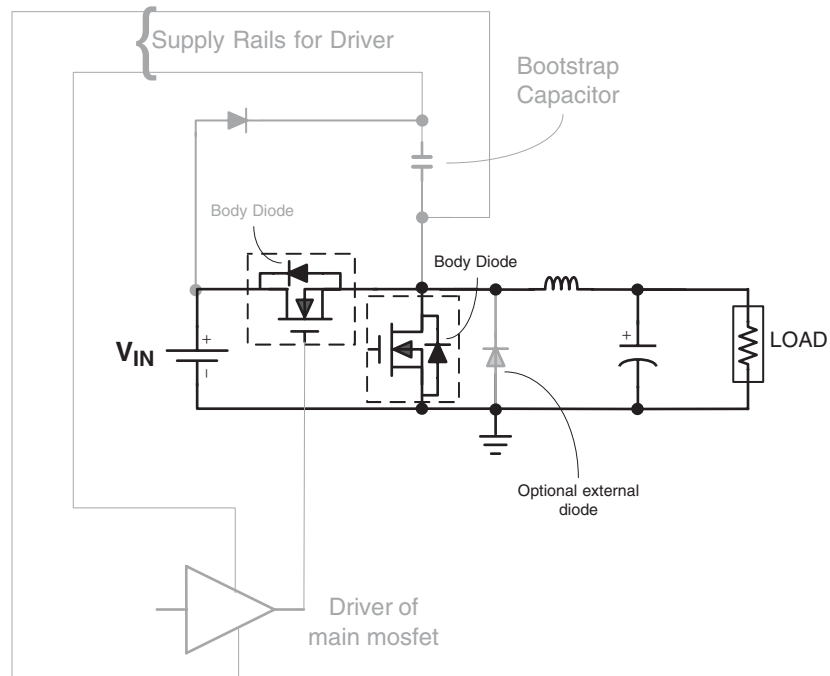 Supply Rails for Driver
Bootstrap
Capacitor
Body Diode
Body Diode
+
VIN
-
+
LOAD
Optional external
diode
Driver of
main mosfet